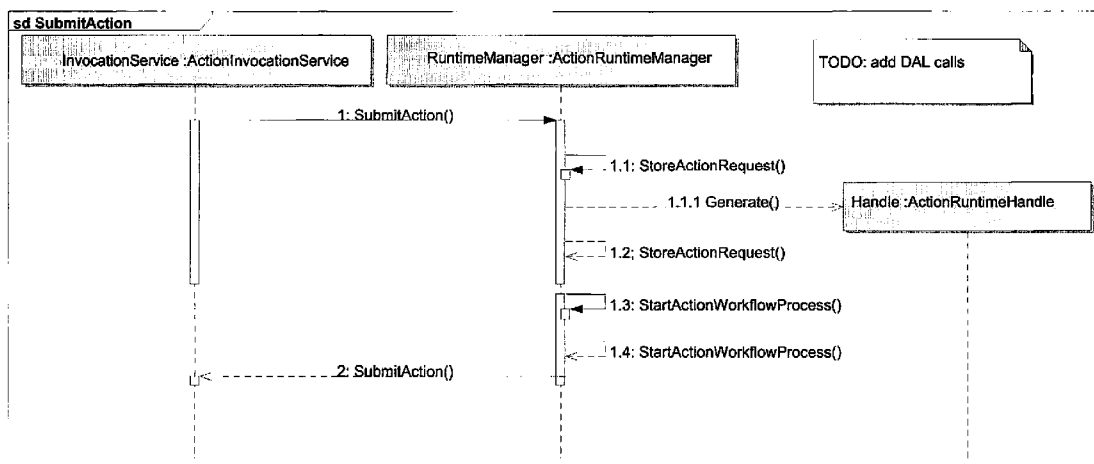 sd SubmitAction
InvocationService :ActionInvocationService
RuntimeManager :ActionRuntimeManager
TODO: add DAL calls
1: SubmitAction()
1.1: StoreActionRequest()
1.1.1 Generate()
Handle :ActionRuntimeHandle
1.2; StoreActionRequest()
1.3: StartActionWorkflowProcess()
1.4: StartActionWorkflowProcess()
2: SubmitAction()